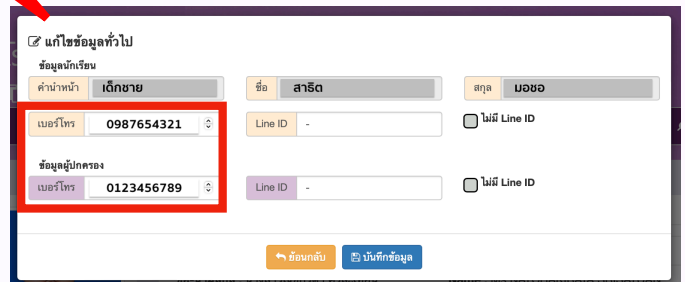 แก้ไขข้อมูลทั่วไป
ข้อมูลนักเรียน
คำนำหน้า เด็กชาย ชื่อ สาธิต สกุล มอชอ
เบอร์โทร 0987654321 Line ID - ไม่มี Line ID
ข้อมูลผู้ปกครอง
เบอร์โทร 0123456789 Line ID - ไม่มี Line ID
ย้อนกลับ บันทึกข้อมูล